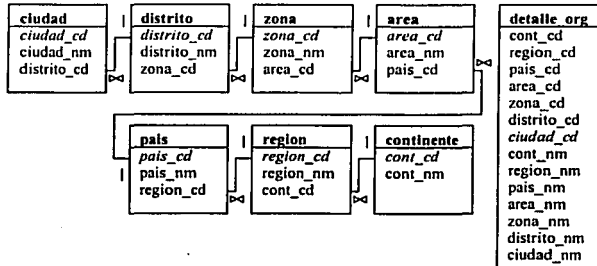 ciudad
ciudad_cd
ciudad_nm
distrito_cd
distrito
distrito_cd
distrito_nm
zona_cd
zona
zona_cd
zona_nm
area_cd
area
area_cd
area_nm
pais_cd
detalle_org
cont_cd
region_cd
pais_cd
area_cd
zona_cd
distrito_cd
ciudad_cd
cont_nm
region_nm
pais_nm
area_nm
zona_nm
distrito_nm
ciudad_nm
pais
pais_cd
pais_nm
region_cd
region
region_cd
region_nm
cont_cd
continente
cont_cd
cont_nm